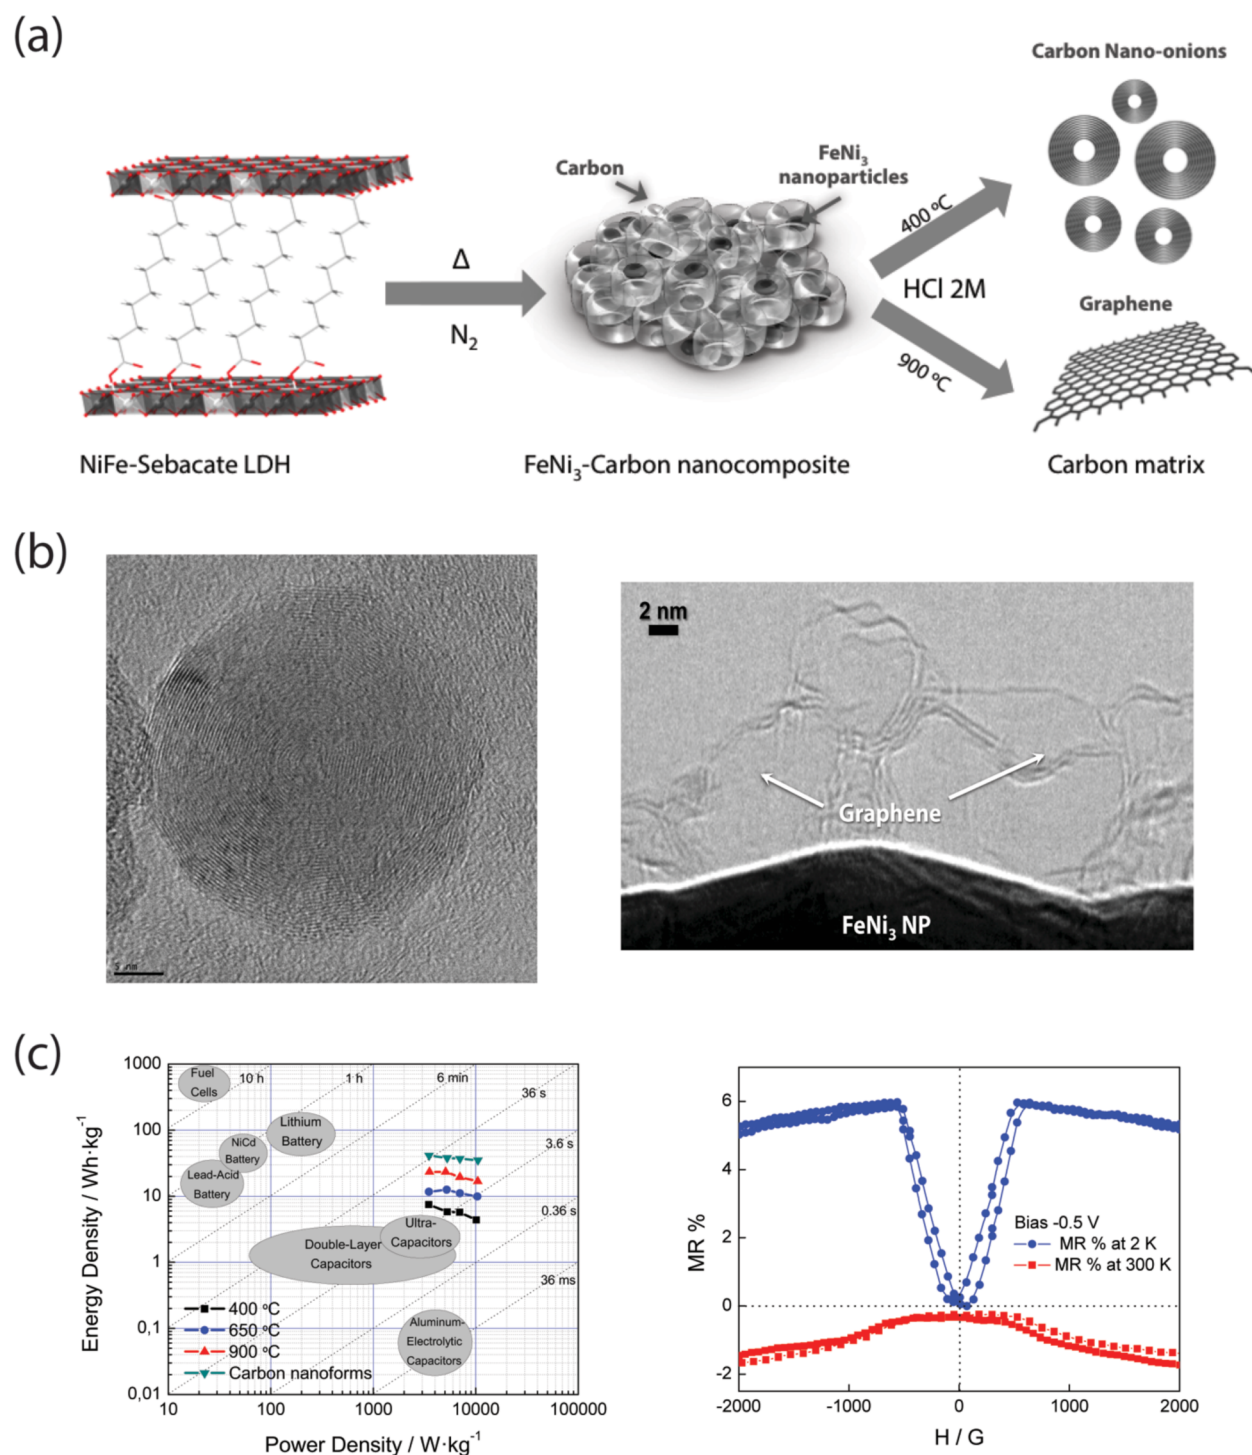 (a)
Carbon Nano-onions
Carbon
FeNi3
nanoparticles
400 ºC
Δ
N2
HCl 2M
Graphene
900 ºC
NiFe-Sebacate LDH
FeNi3-Carbon nanocomposite
Carbon matrix
(b)
5 nm
2 nm
Graphene
FeNi3 NP
(c)
Energy Density / Wh·kg-1
1000
100
10
1
0,1
0,01
Fuel
Cells
10 h
1 h
6 min
36 s
3.6 s
0.36 s
36 ms
Lithium
Battery
NiCd
Battery
Lead-Acid
Battery
Ultra-
Capacitors
Double-Layer
Capacitors
Aluminum-
Electrolytic
Capacitors
400 ºC
650 ºC
900 ºC
Carbon nanoforms
10 100 1000 10000 100000
Power Density / W·kg-1
MR %
6
4
2
0
-2
Bias -0.5 V
MR % at 2 K
MR % at 300 K
-2000 -1000 0 1000 2000
H / G